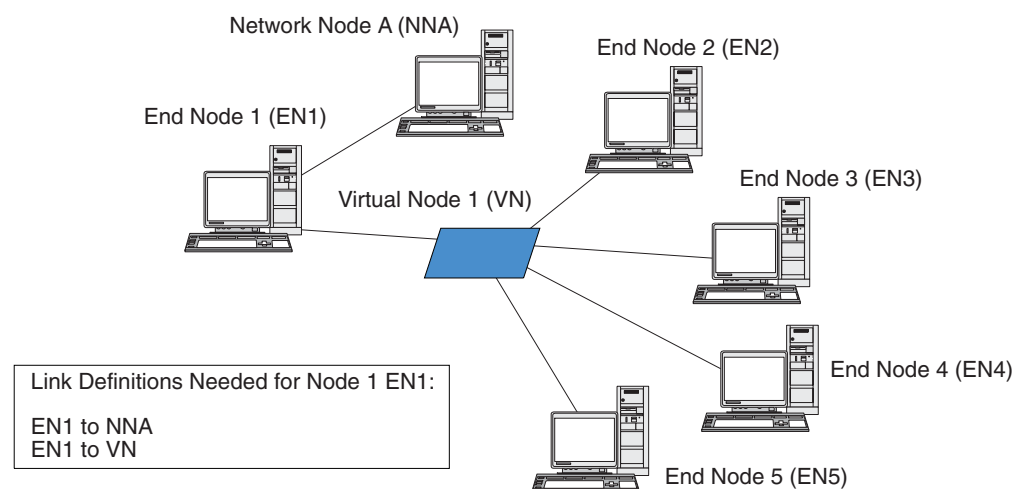 Network Node A (NNA)
End Node 2 (EN2)
End Node 1 (EN1)
End Node 3 (EN3)
Virtual Node 1 (VN)
End Node 4 (EN4)
Link Definitions Needed for Node 1 EN1:
EN1 to NNA
EN1 to VN
End Node 5 (EN5)